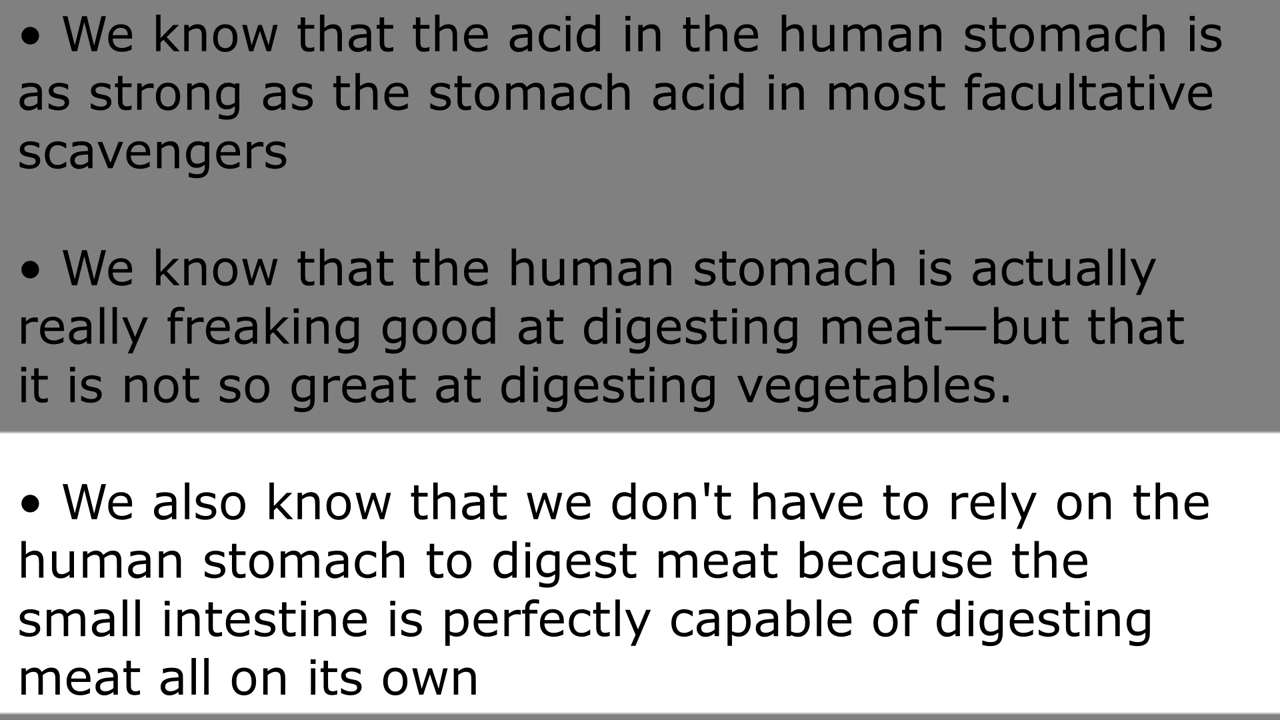 • We know that the acid in the human stomach is
as strong as the stomach acid in most facultative
scavengers
• We know that the human stomach is actually
really freaking good at digesting meat—but that
it is not so great at digesting vegetables.
• We also know that we don't have to rely on the
human stomach to digest meat because the
small intestine is perfectly capable of digesting
meat all on its own